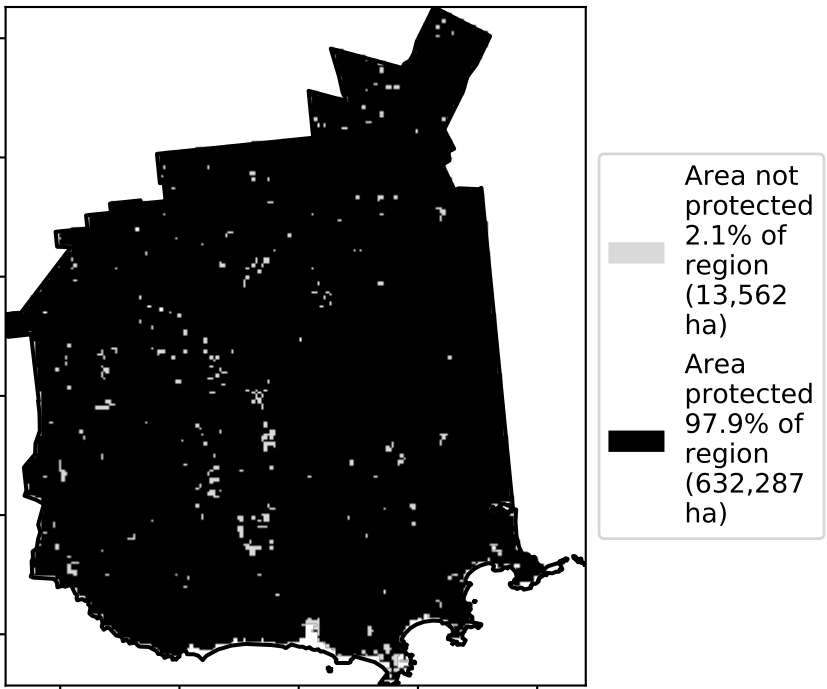 Area not
protected
2.1% of
region
(13,562
ha)
Area
protected
97.9% of
region
(632,287
ha)